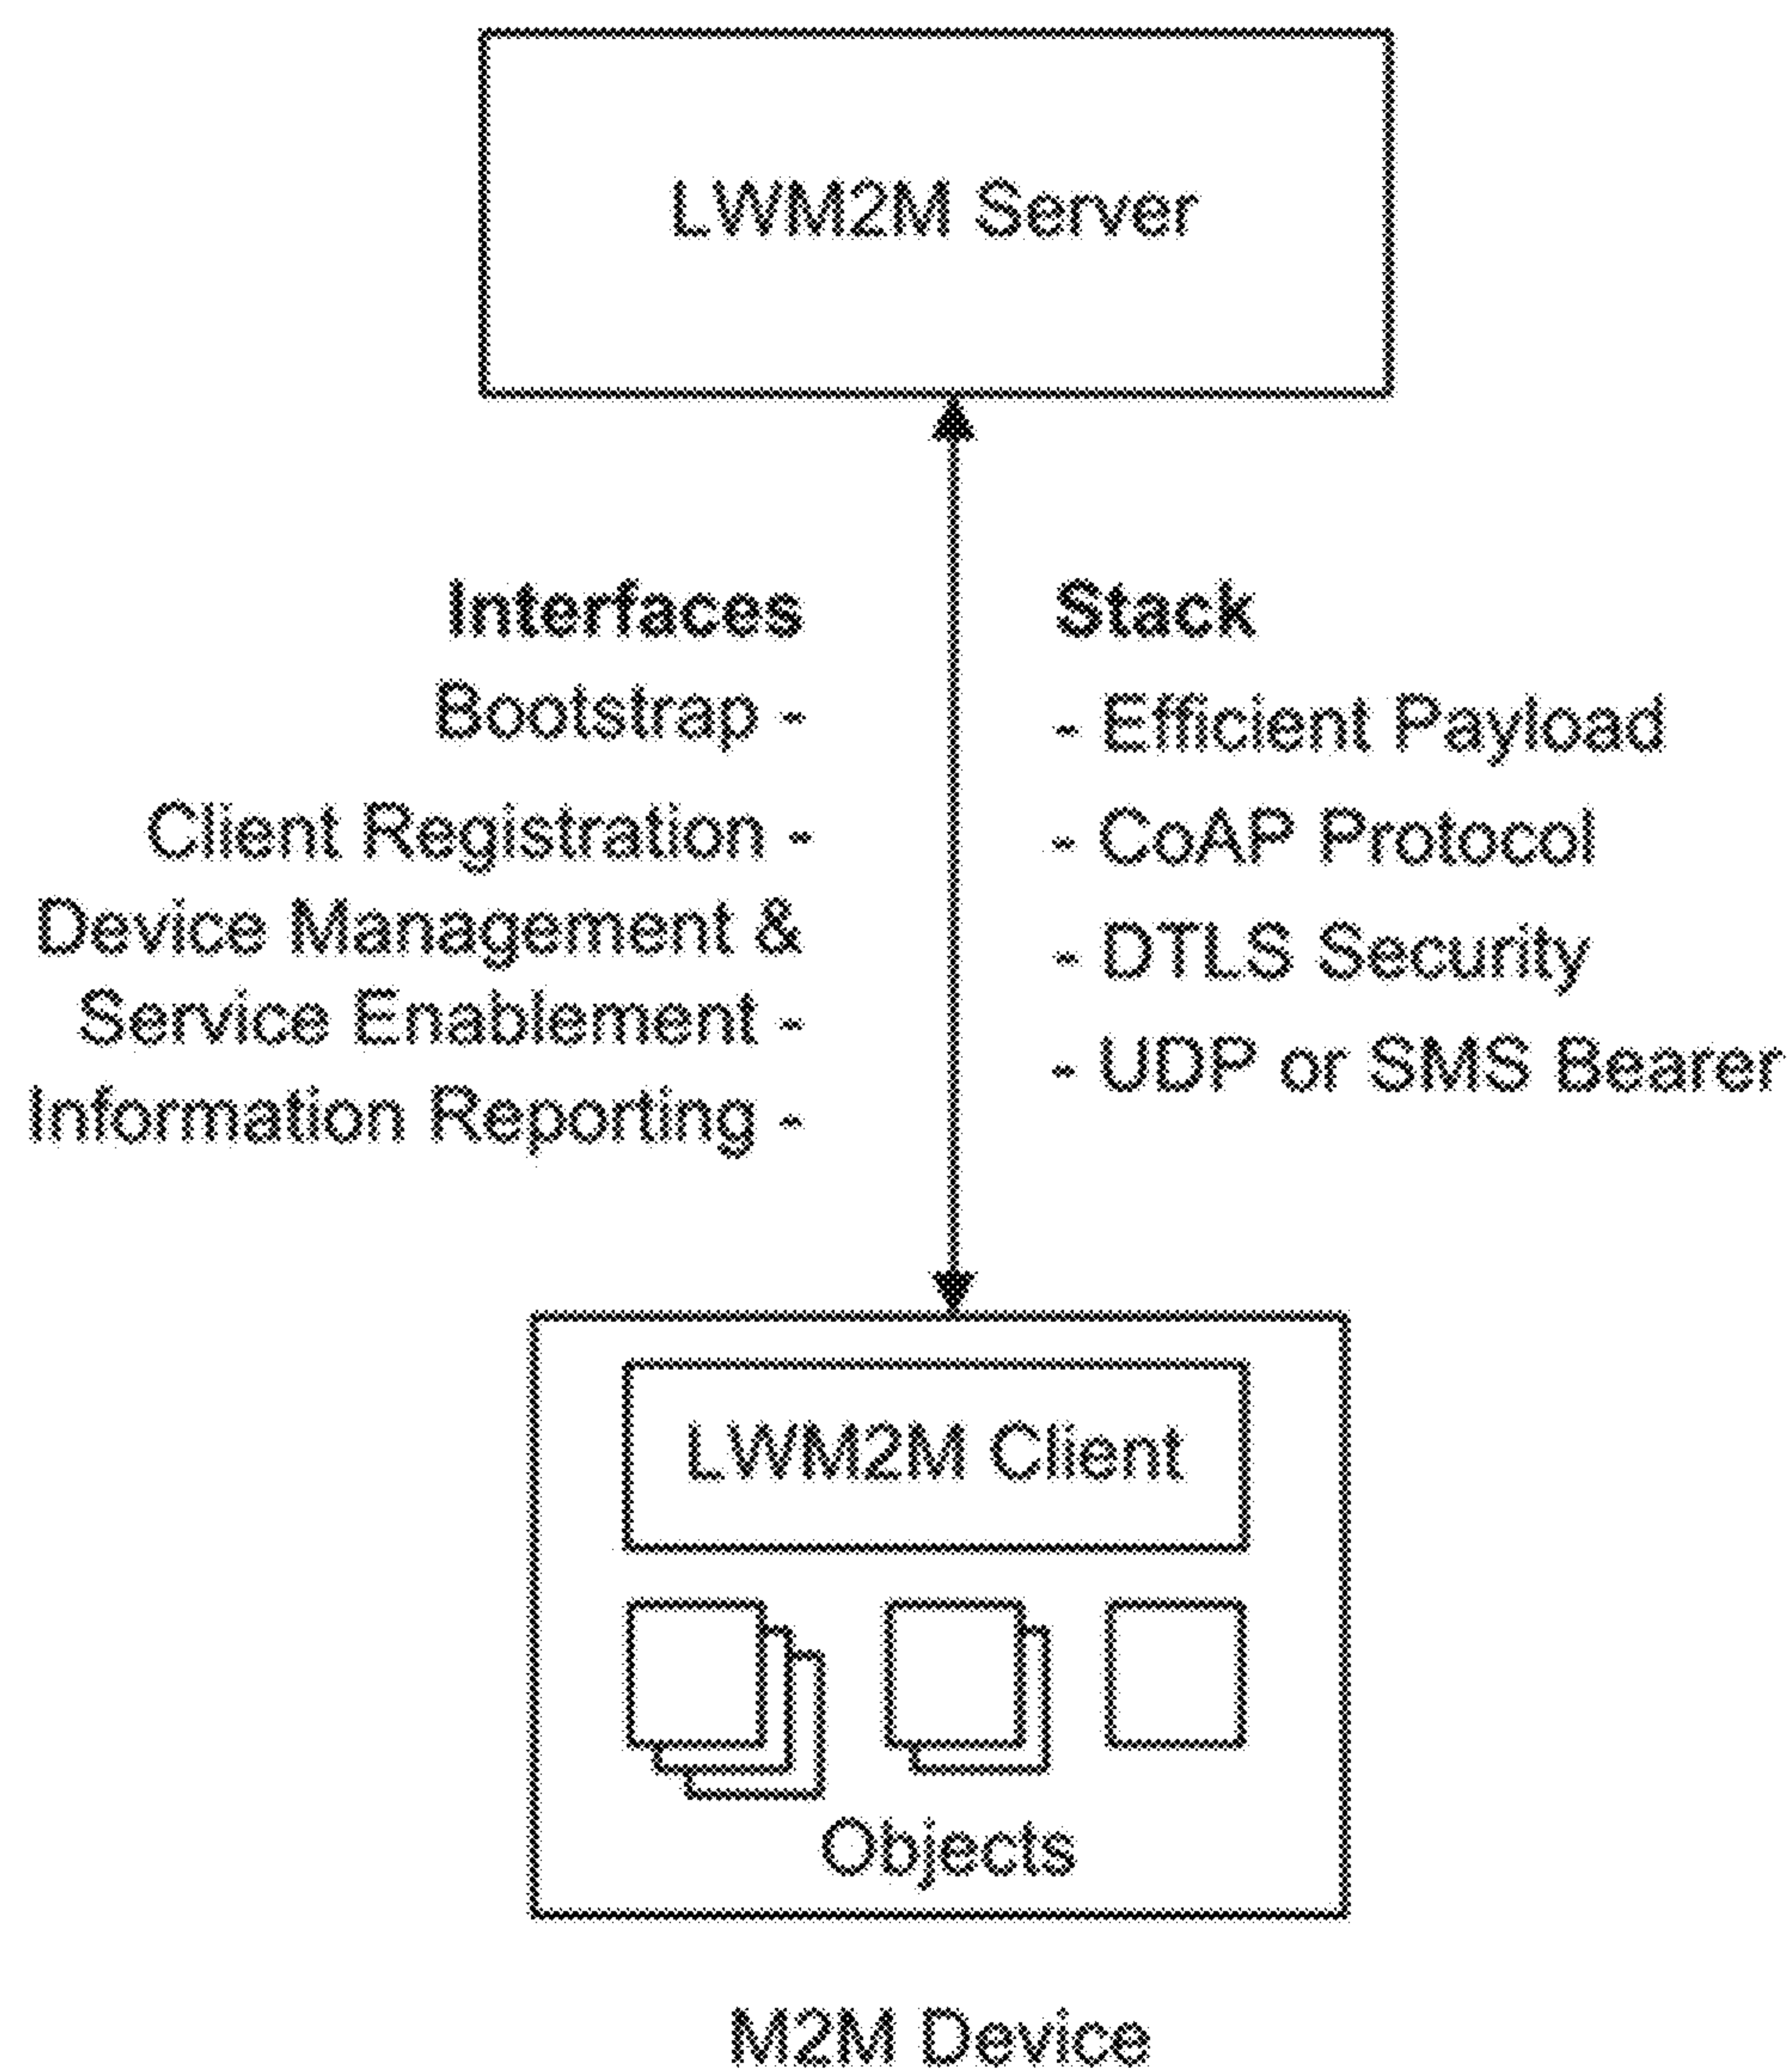 LWM2M Server
Interfaces
Bootstrap -
Client Registration -
Device Management &
Service Enablement -
Information Reporting -
Stack
- Efficient Payload
- CoAP Protocol
- DTLS Security
- UDP or SMS Bearer
LWM2M Client
Objects
M2M Device